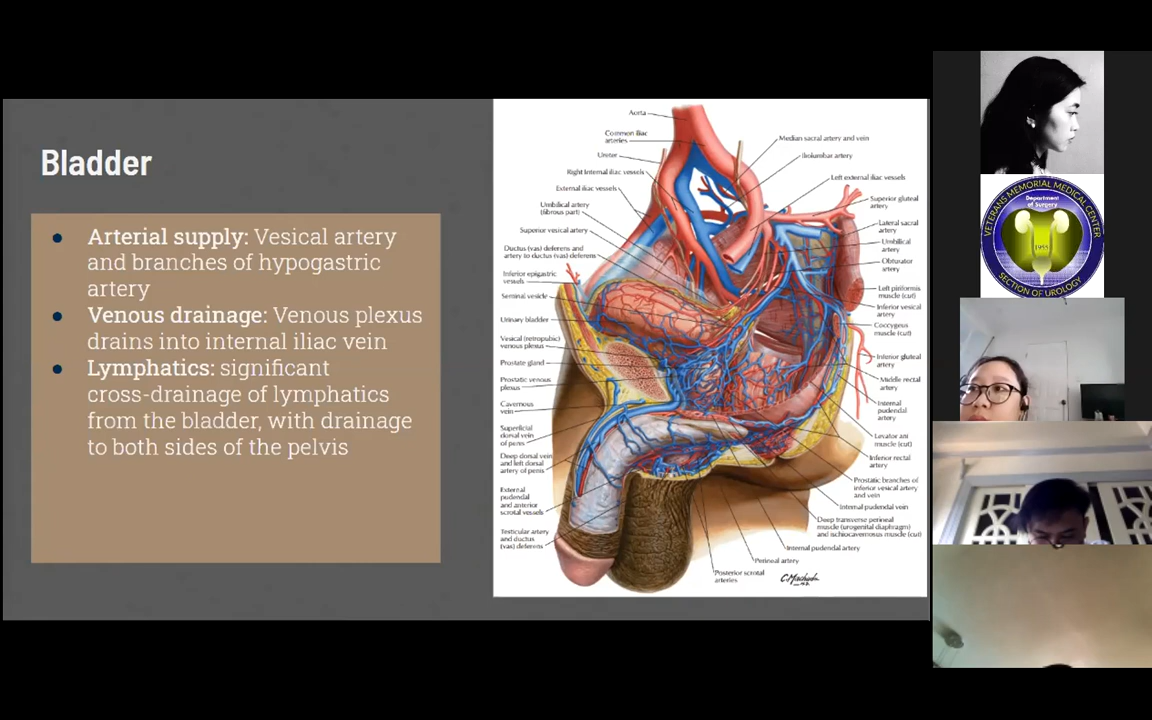 Bladder
● Arterial supply: Vesical artery
and branches of hypogastric
artery
● Venous drainage: Venous plexus
drains into internal iliac vein
● Lymphatics: significant
cross-drainage of lymphatics
from the bladder, with drainage
to both sides of the pelvis
Aorta
Common iliac
arteries
Ureter
Right Internal iliac vessels
External iliac vessels
Umbilical artery
(fibrous part)
Superior vesical artery
Ductus (vas) deferens and
artery to ductus (vas) deferens
Inferior epigastric
vessels
Seminal vesicle
Urinary bladder
Vesical (retropubic)
venous plexus
Prostate gland
Prostatic venous
plexus
Cavernous
vein
Superficial
dorsal vein
of penis
Deep dorsal vein
and left dorsal
artery of penis
External
pudendal
and anterior
scrotal vessels
Testicular artery
and ductus
(vas) deferens
Median sacral artery and vein
Iliolumbar artery
Left external iliac vessels
Superior gluteal
artery
Lateral sacral
artery
Umbilical
artery
Obturator
artery
Left piriformis
muscle (cut)
Inferior vesical
artery
Coccygeus
muscle (cut)
Inferior gluteal
artery
Middle rectal
artery
Internal
pudendal
artery
Levator ani
muscle (cut)
Inferior rectal
artery
Prostatic branches of
inferior vesical artery
and vein
Internal pudendal vein
Deep transverse perineal
muscle (urogenital diaphragm)
and ischiocavernosus muscle (cut)
Internal pudendal artery
Perineal artery
Posterior scrotal
arteries
C.Machado
M.D.
VETERANS MEMORIAL MEDICAL CENTER
Department
of Surgery
1955
SECTION OF UROLOGY